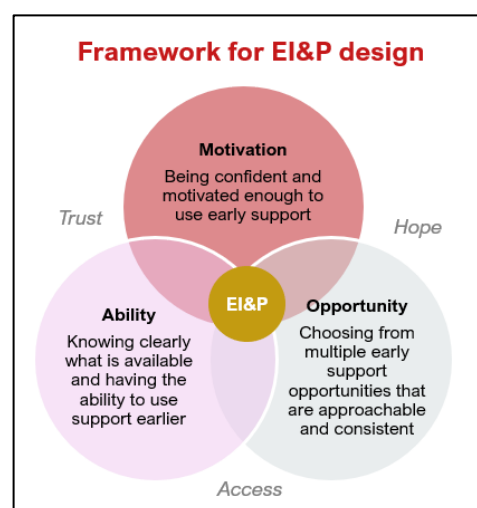 Framework for EI&P design
Motivation
Being confident and
motivated enough to
use early support
Trust
Hope
EI&P
Ability
Knowing clearly
what is available
and having the
ability to use
support earlier
Opportunity
Choosing from
multiple early
support
opportunities that
are approachable
and consistent
Access